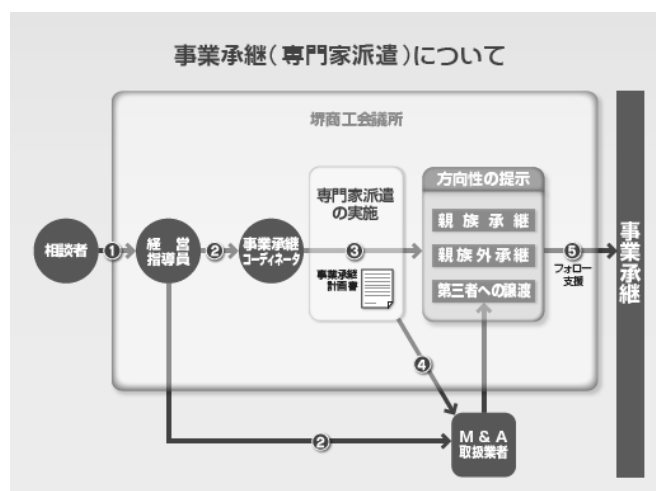 事業承継(専門家派遣)について
堺商工会議所
相談者
1
経営
指導員
2
事業承継
コーディネータ
専門家派遣
の実施
3
事業承継
計画書
方向性の提示
親族承継
親族外承継
第三者への譲渡
5
フォロー
支援
事業承継
4
2
M&A
取扱業者